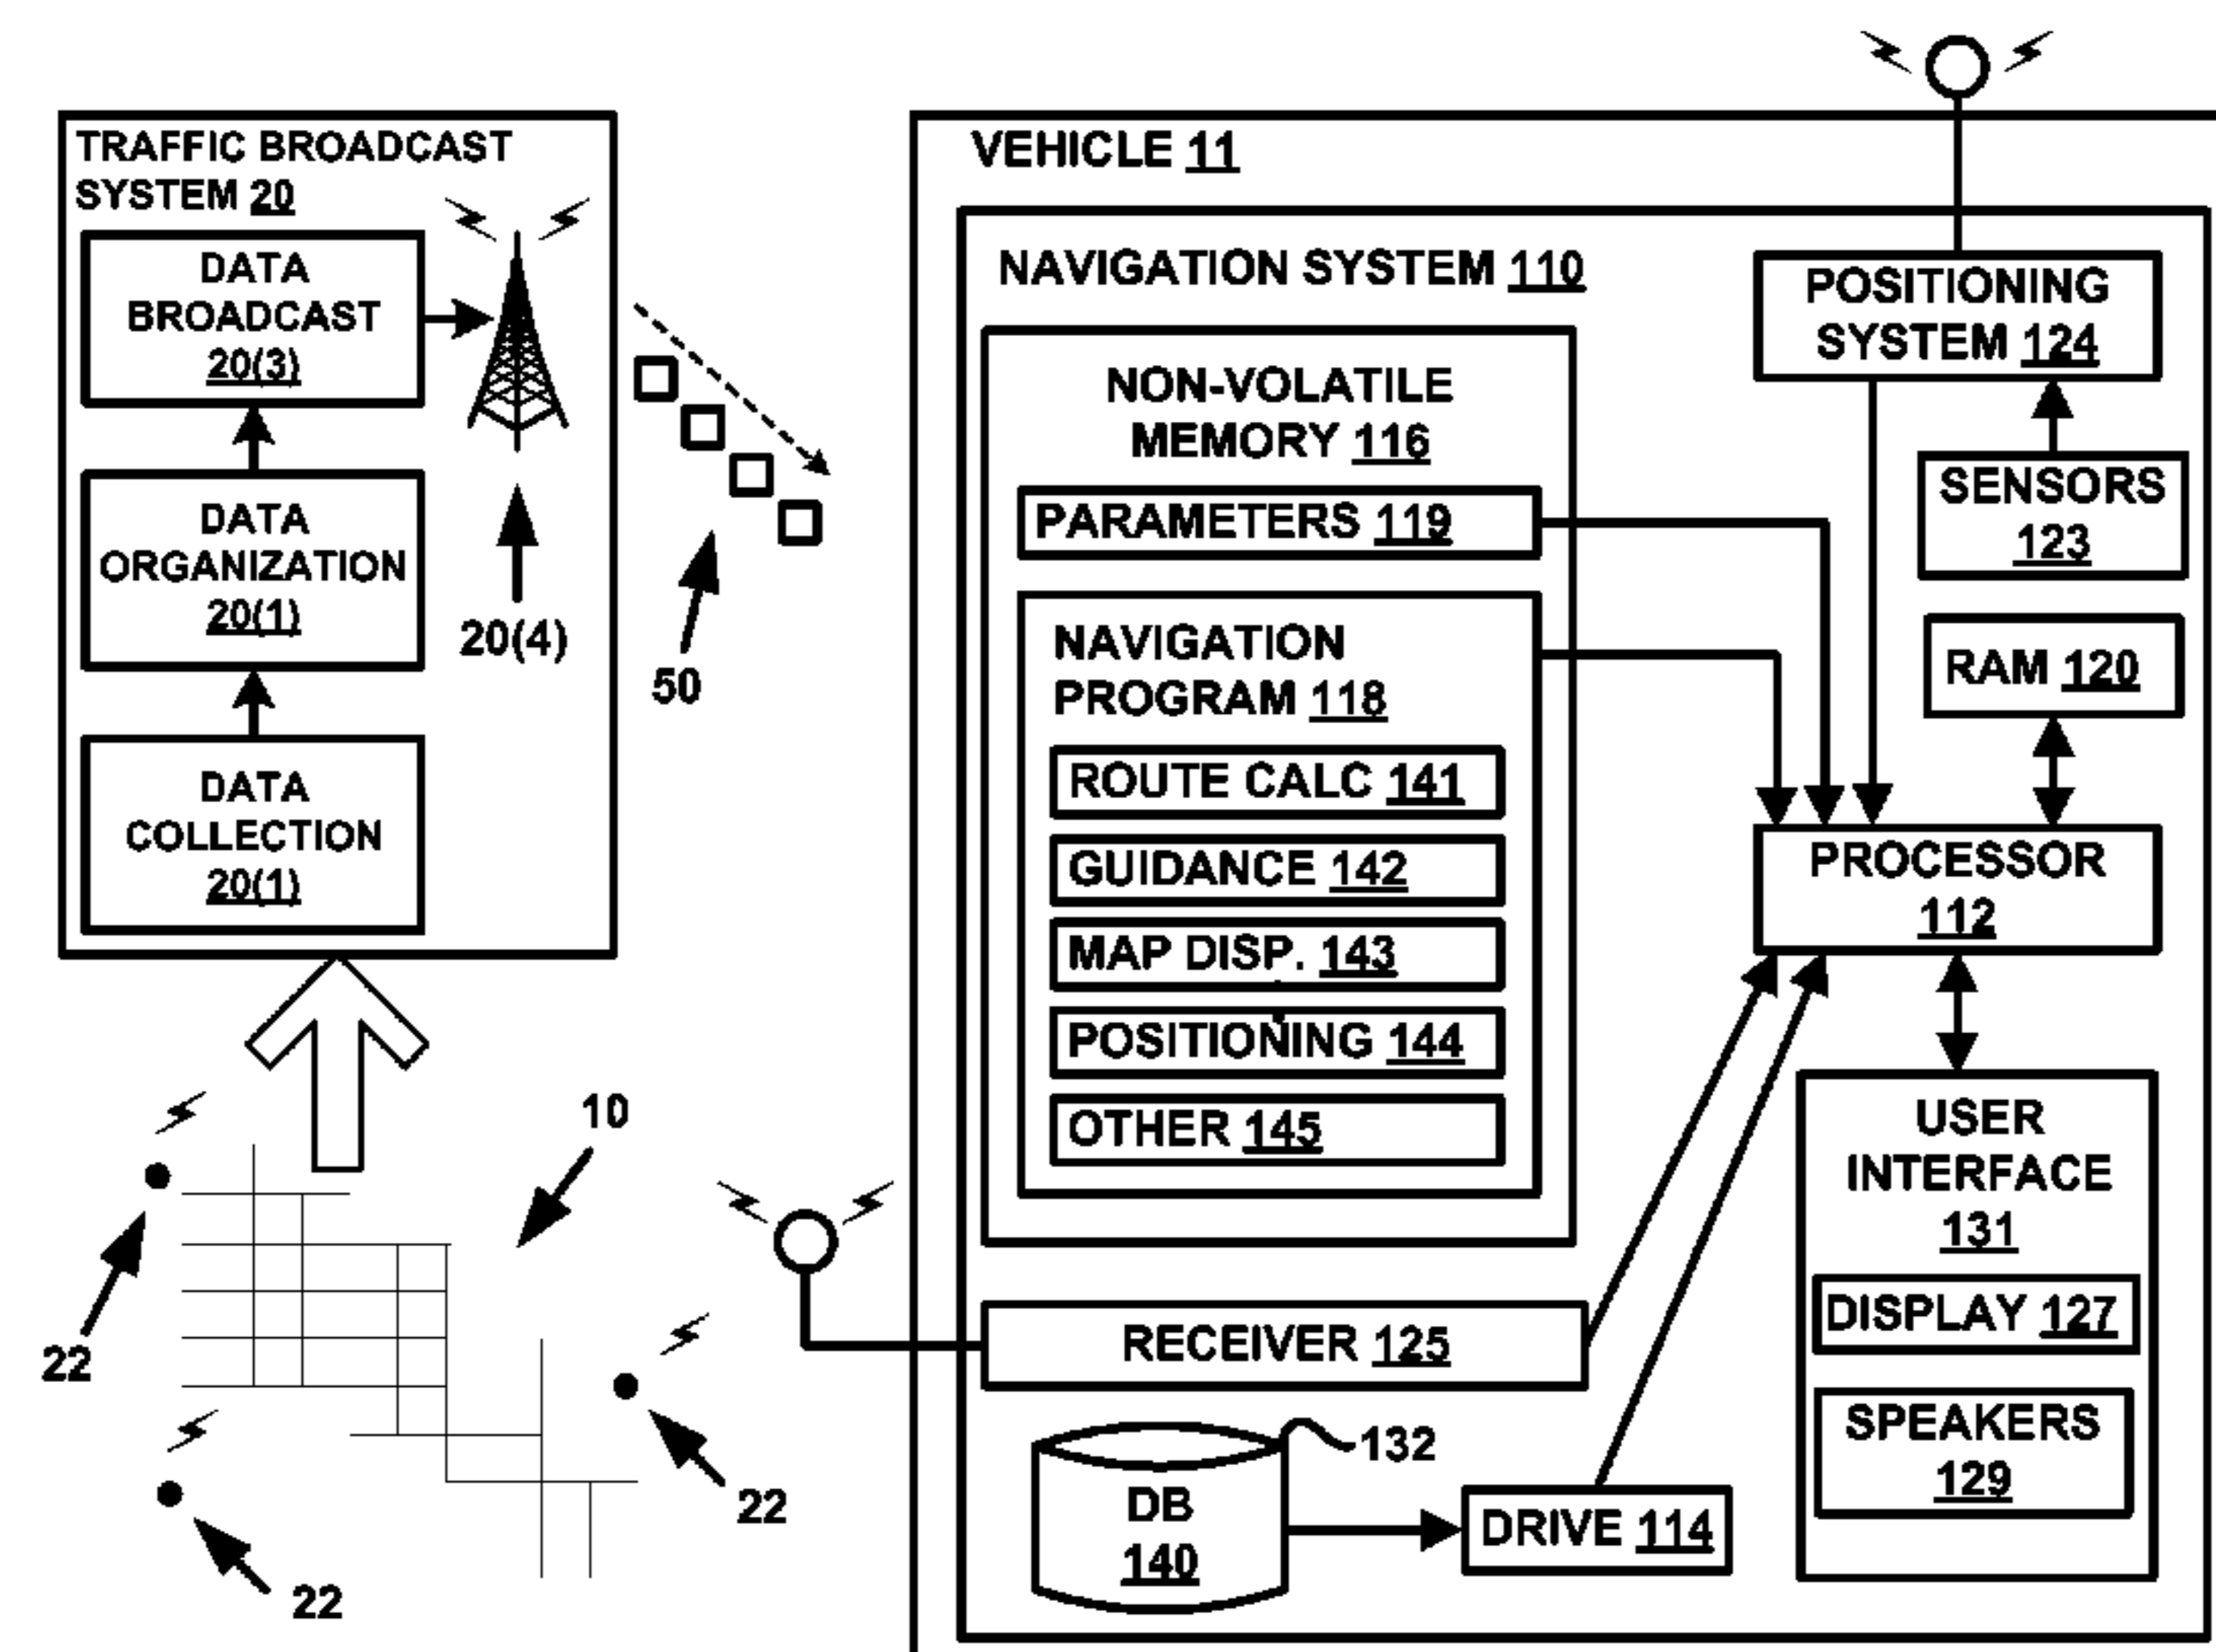 TRAFFIC BROADCAST
SYSTEM 20
DATA
BROADCAST
20(3)
DATA
ORGANIZATION
20(1)
DATA
COLLECTION
20(1)
20(4)
50
10
22
22
22
VEHICLE 11
NAVIGATION SYSTEM 110
NON-VOLATILE
MEMORY 116
PARAMETERS 119
NAVIGATION
PROGRAM 118
ROUTE CALC 141
GUIDANCE 142
MAP DISP. 143
POSITIONING 144
OTHER 145
RECEIVER 125
132
DB
140
DRIVE 114
POSITIONING
SYSTEM 124
SENSORS
123
RAM 120
PROCESSOR
112
USER
INTERFACE
131
DISPLAY 127
SPEAKERS
129